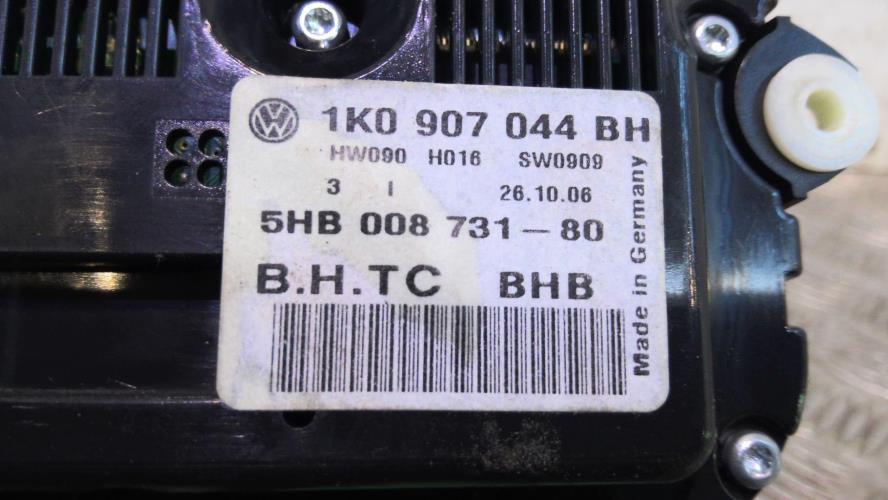 1K0 907 044 BH
HW090 H016 SW0909
3 I 26.10.06
5HB 008 731-80
B.H.TC BHB
Made in Germany